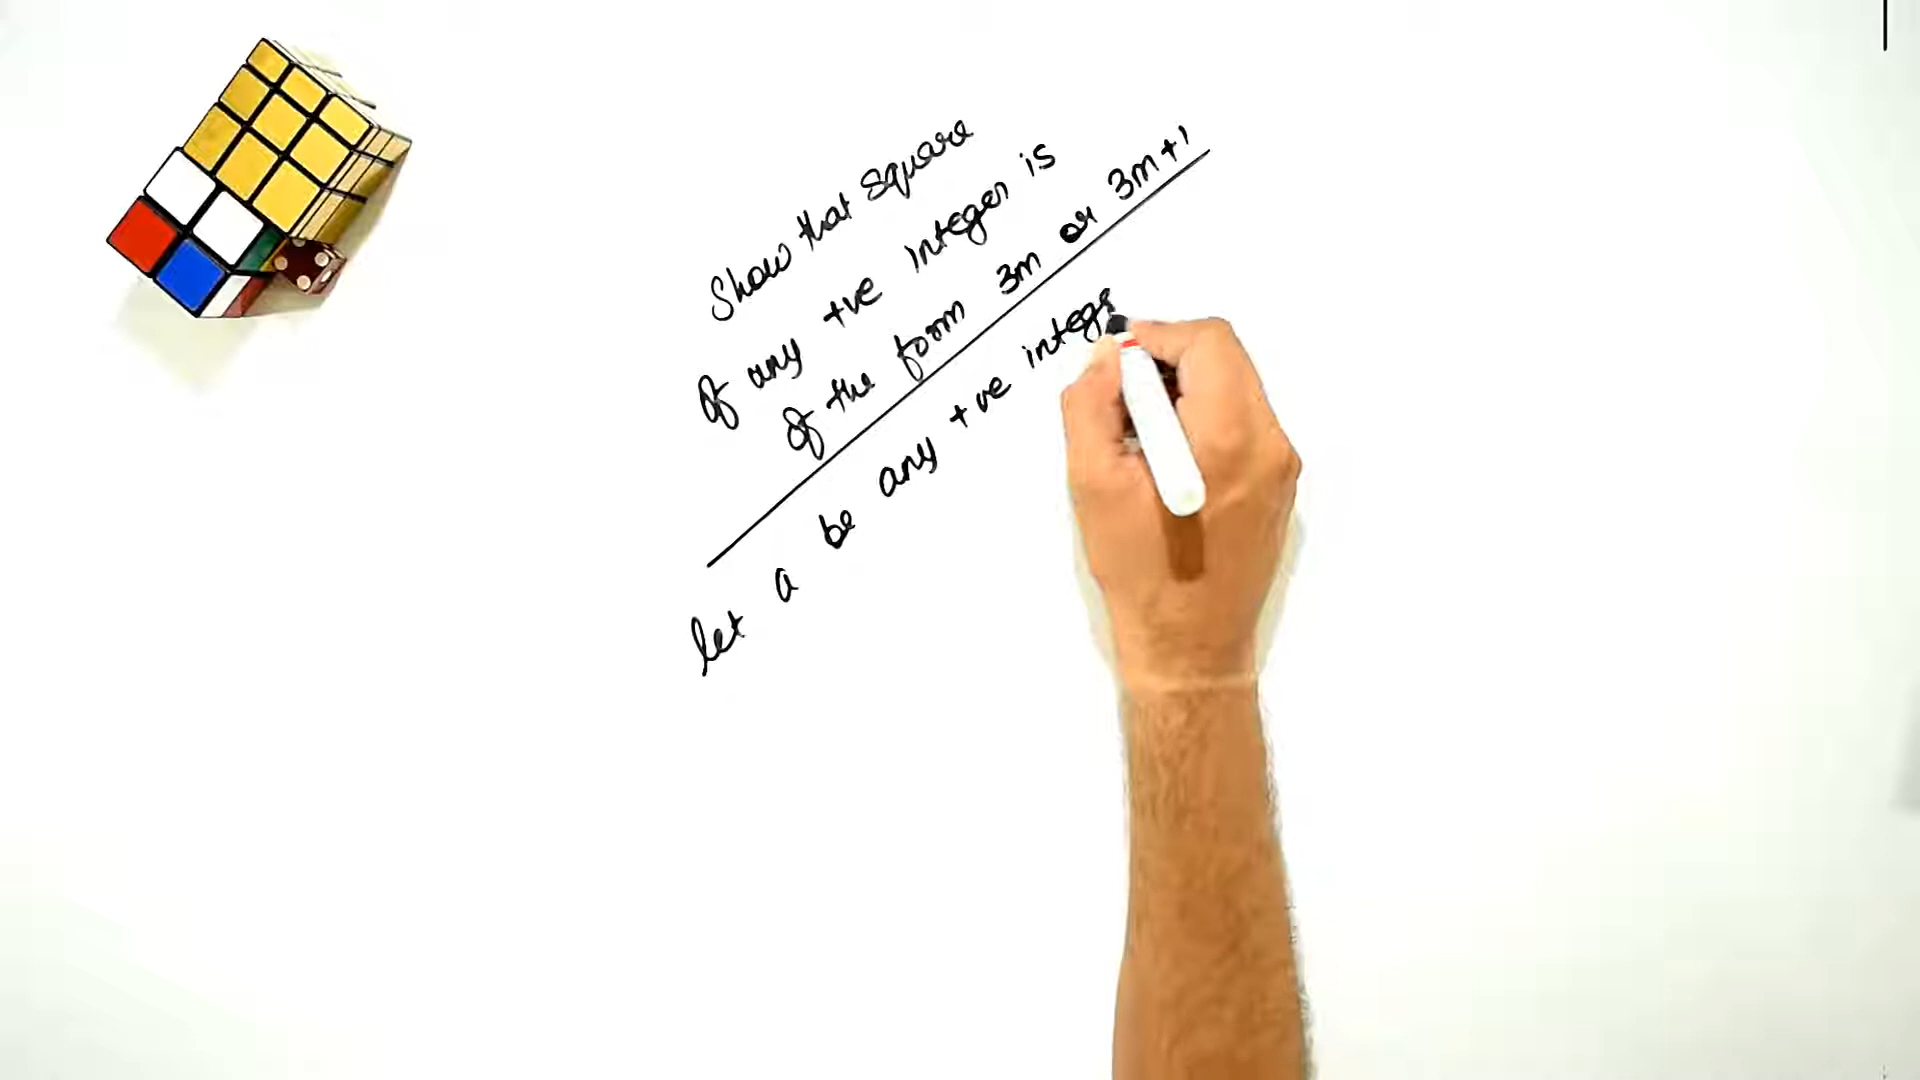 Show that square
of any +ve integer is
of the form 3m or 3m+1
let a be any +ve intege